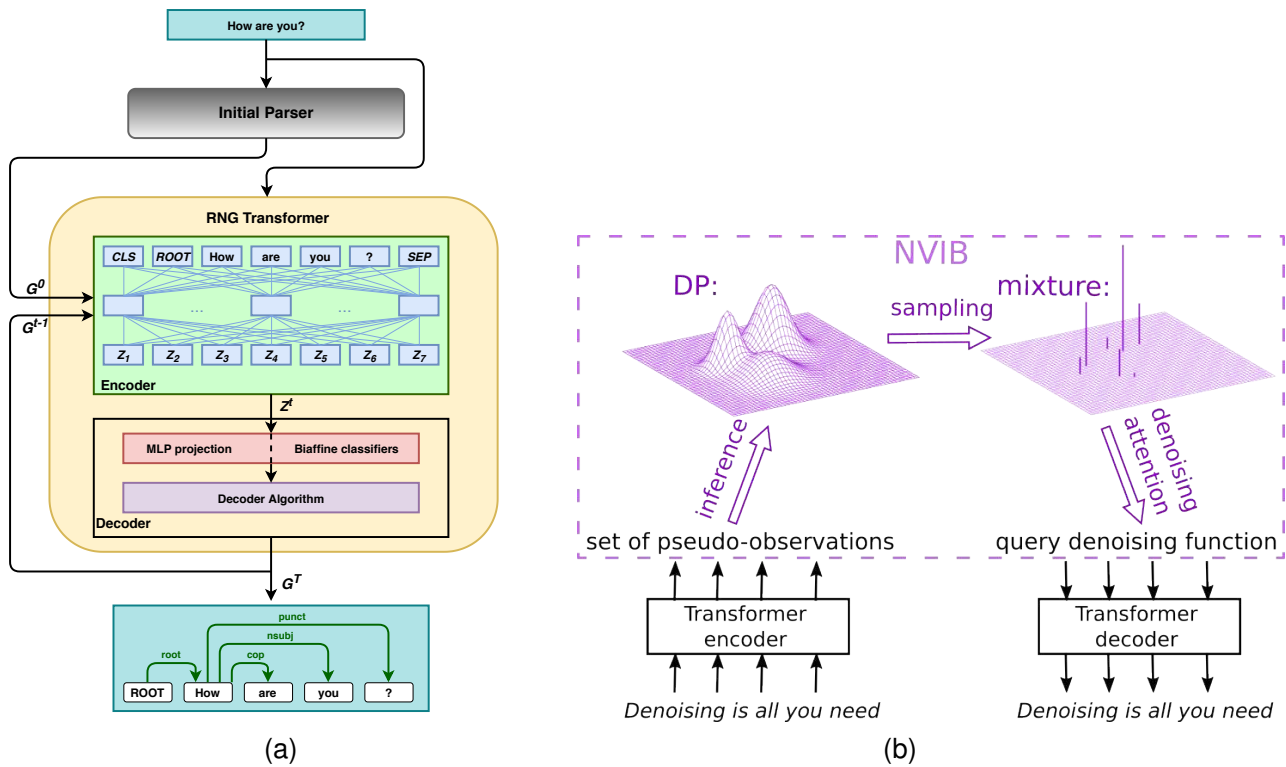 How are you?
Initial Parser
RNG Transformer
CLS ROOT How are you ? SEP
G0
... ...
Gt-1
Z1 Z2 Z3 Z4 Z5 Z6 Z7
Encoder
Zt
MLP projection Biaffine classifiers
Decoder Algorithm
Decoder
GT
punct
nsubj
root cop
ROOT How are you ?
(a)
NVIB
DP:
sampling
mixture:
inference
denoising
attention
set of pseudo-observations
query denoising function
Transformer
encoder
Transformer
decoder
Denoising is all you need
Denoising is all you need
(b)